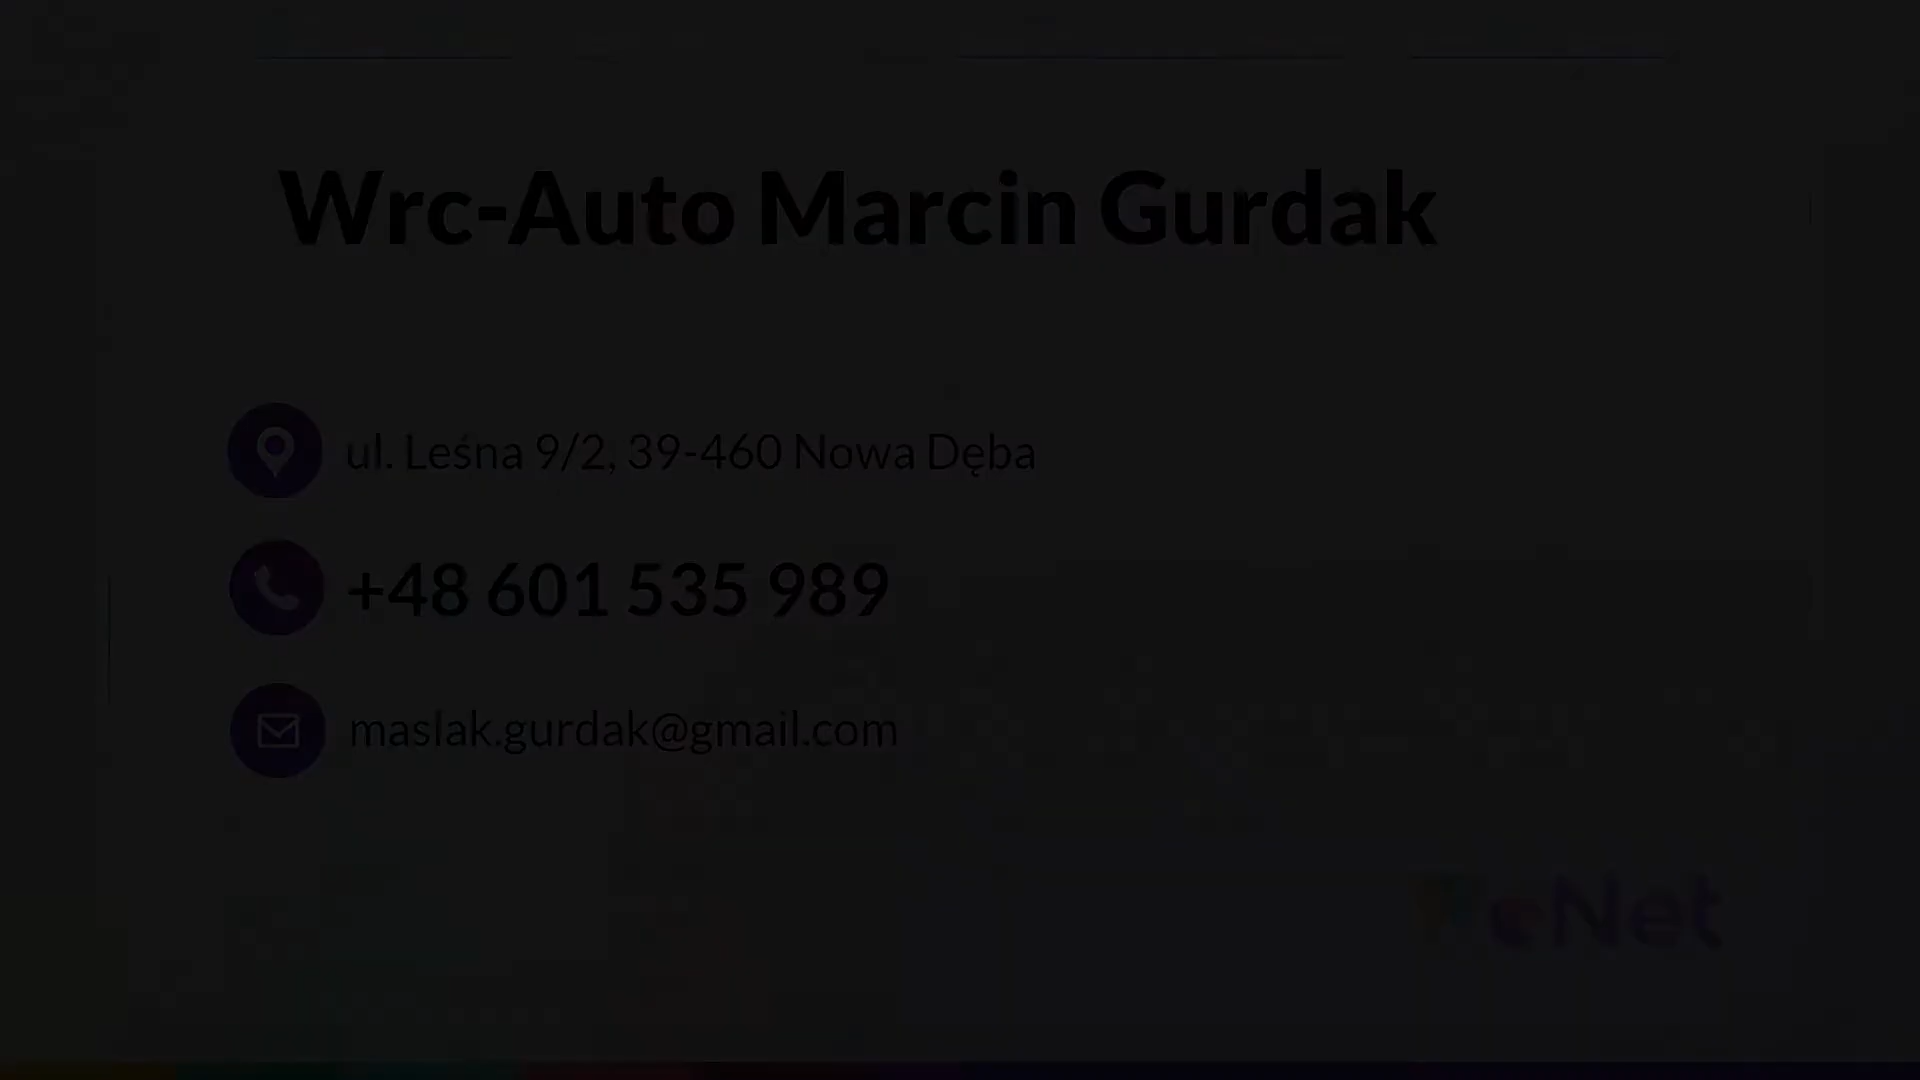 Wrc-Auto Marcin Gurdak
ul. Leśna 9/2, 39-460 Nowa Dęba
+48 601 535 989
maslak.gurdak@gmail.com
WeNet